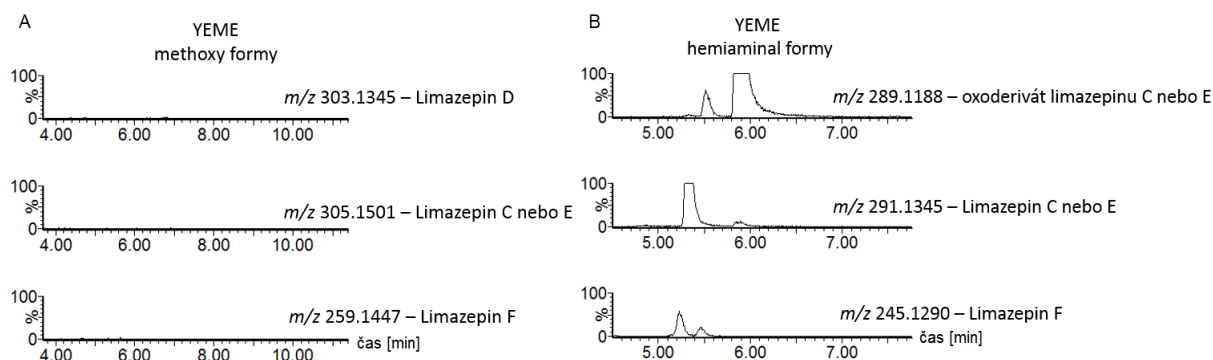 A
YEME
methoxy formy
100
%
0
m/z 303.1345 – Limazepin D
4.00 6.00 8.00 10.00
100
%
0
m/z 305.1501 – Limazepin C nebo E
4.00 6.00 8.00 10.00
100
%
0
m/z 259.1447 – Limazepin F
čas [min]
4.00 6.00 8.00 10.00
B
YEME
hemiaminal formy
100
%
0
m/z 289.1188 – oxoderivát limazepinu C nebo E
5.00 6.00 7.00
100
%
0
m/z 291.1345 – Limazepin C nebo E
5.00 6.00 7.00
100
%
0
m/z 245.1290 – Limazepin F
čas [min]
5.00 6.00 7.00